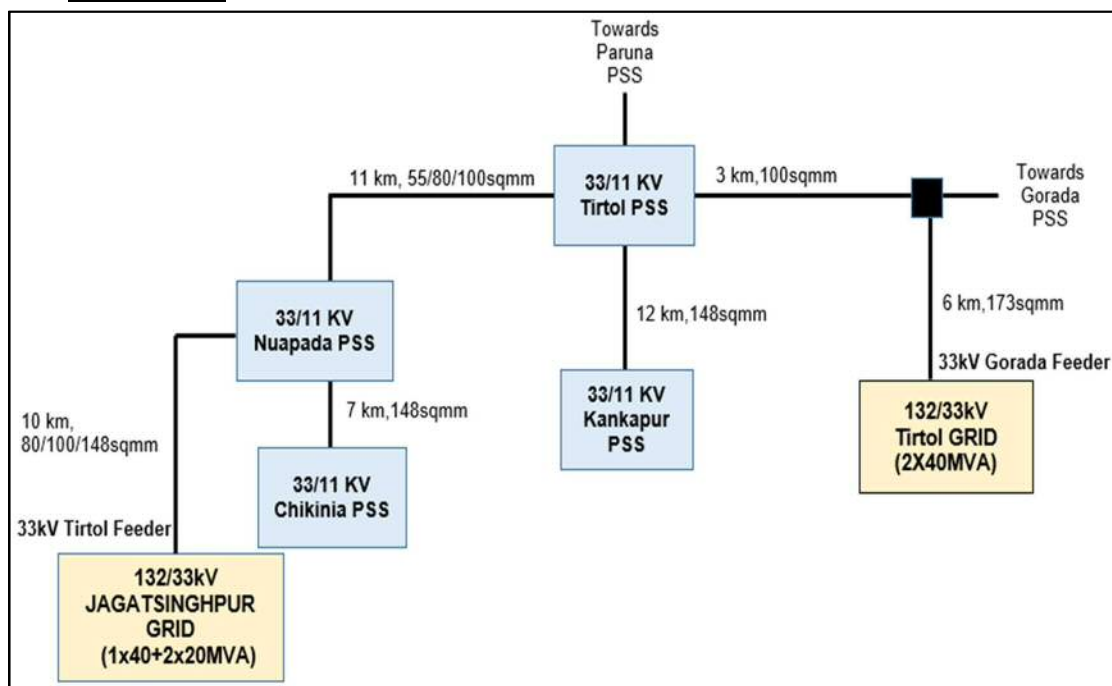 Towards
Paruna
PSS
11 km, 55/80/100sqmm
33/11 KV
Tirtol PSS
3 km,100sqmm
Towards
Gorada
PSS
33/11 KV
Nuapada PSS
12 km,148sqmm
6 km,173sqmm
33kV Gorada Feeder
10 km,
80/100/148sqmm
7 km,148sqmm
33/11 KV
Kankapur
PSS
132/33kV
Tirtol GRID
(2X40MVA)
33/11 KV
Chikinia PSS
33kV Tirtol Feeder
132/33kV
JAGATSINGHPUR
GRID
(1x40+2x20MVA)